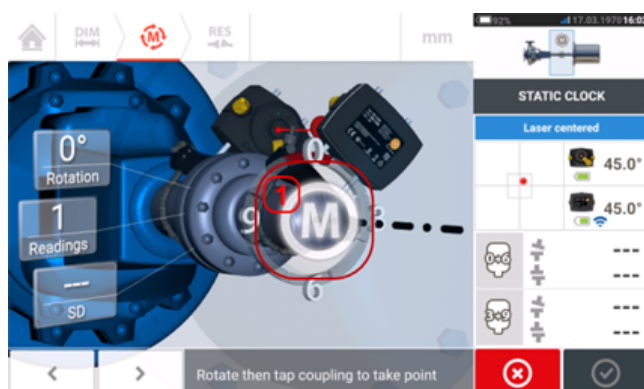 DIM
M
RES
mm
92%
17.03.1970 16:02
STATIC CLOCK
Laser centered
45.0°
45.0°
0°
Rotation
1
Readings
---
SD
0
1
9
M
3
6
0+6
---
---
3+9
---
---
Rotate then tap coupling to take point